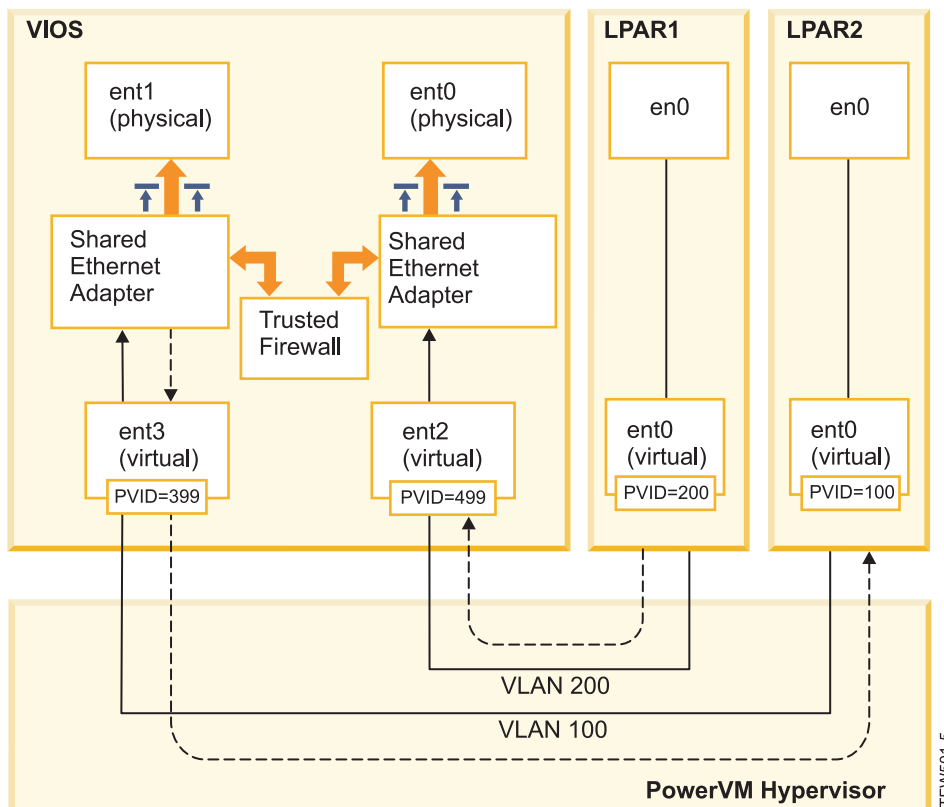 VIOS
LPAR1
LPAR2
ent1
(physical)
ent0
(physical)
en0
en0
Shared
Ethernet
Adapter
Shared
Ethernet
Adapter
Trusted
Firewall
ent3
(virtual)
PVID=399
ent2
(virtual)
PVID=499
ent0
(virtual)
PVID=200
ent0
(virtual)
PVID=100
VLAN 200
VLAN 100
PowerVM Hypervisor